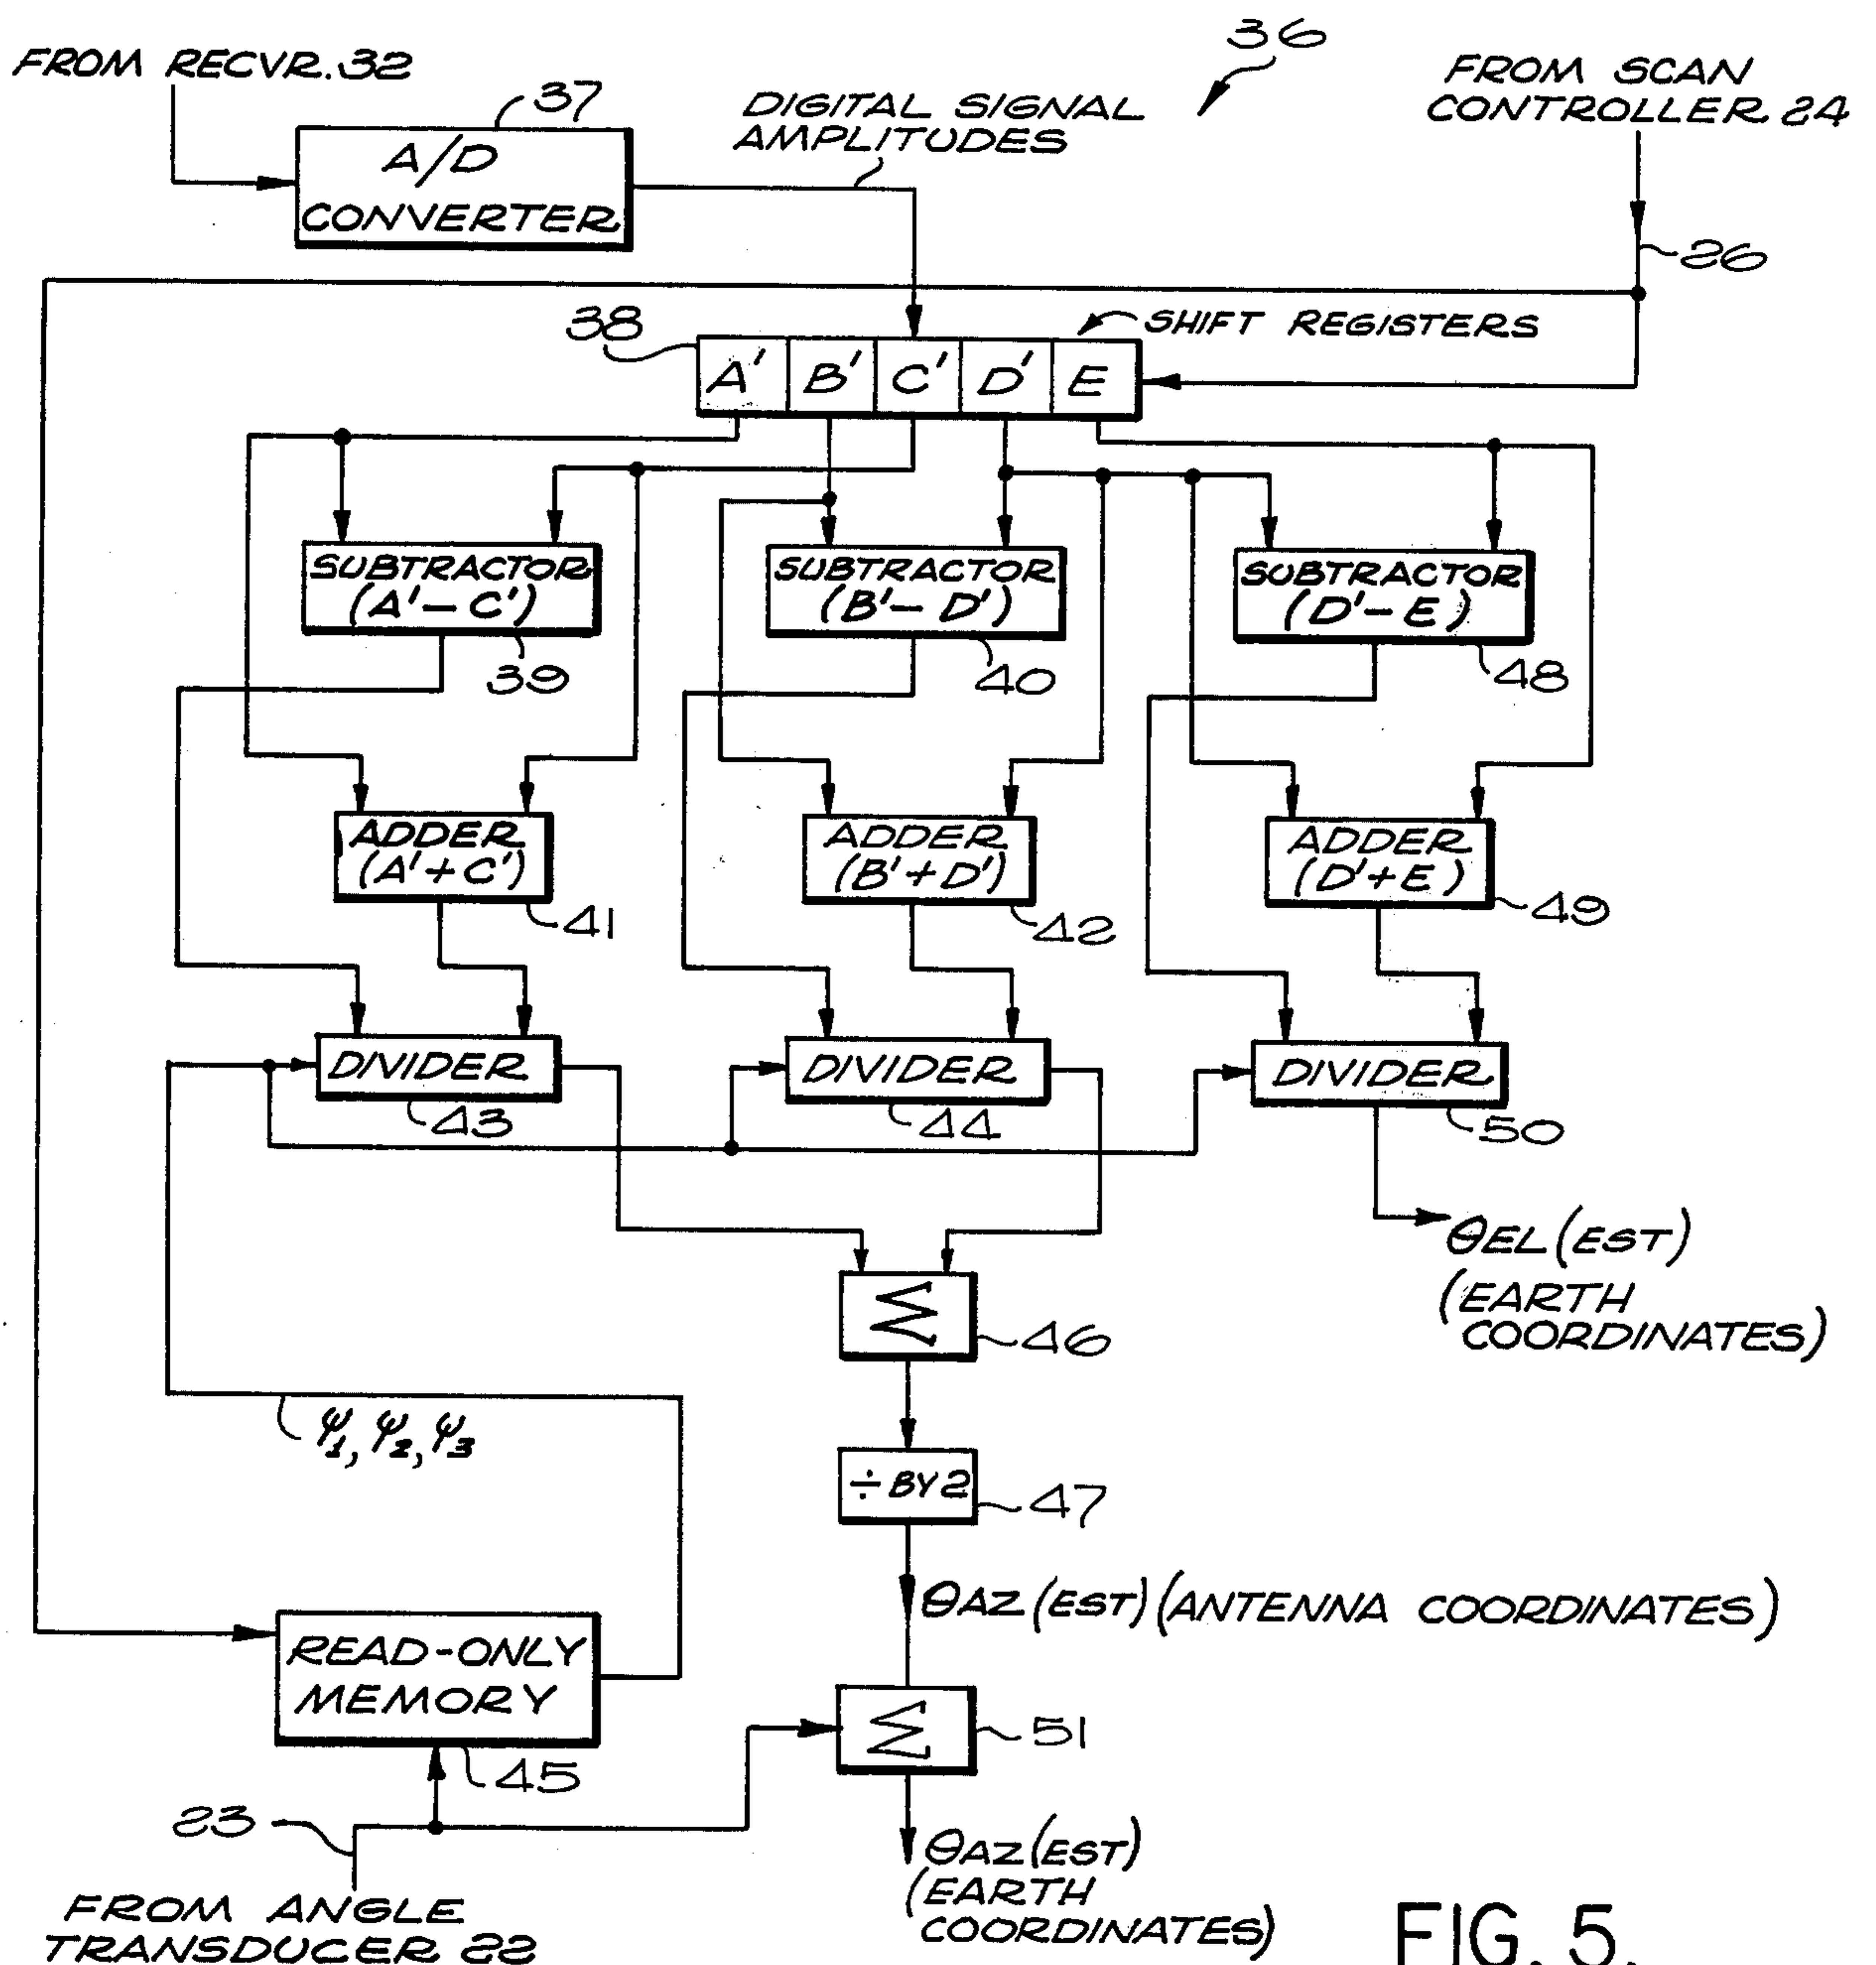 36
FROM RECVR. 32
FROM SCAN
CONTROLLER 24
37
DIGITAL SIGNAL
AMPLITUDES
A/D
CONVERTER
26
38
SHIFT REGISTERS
A' B' C' D' E
SUBTRACTOR
(A'− C')
SUBTRACTOR
(B'− D')
SUBTRACTOR
(D'− E)
39
40
48
ADDER
(A'+C')
ADDER
(B'+D')
ADDER
(D'+E)
41
42
49
DIVIDER
DIVIDER
DIVIDER
43
44
50
θEL (EST)
(EARTH
COORDINATES)
Σ
46
ψ1, ψ2, ψ3
÷ BY 2
47
θAZ (EST) (ANTENNA COORDINATES)
READ-ONLY
MEMORY
Σ
51
45
23
θAZ (EST)
(EARTH
COORDINATES)
FROM ANGLE
TRANSDUCER 22
FIG. 5.